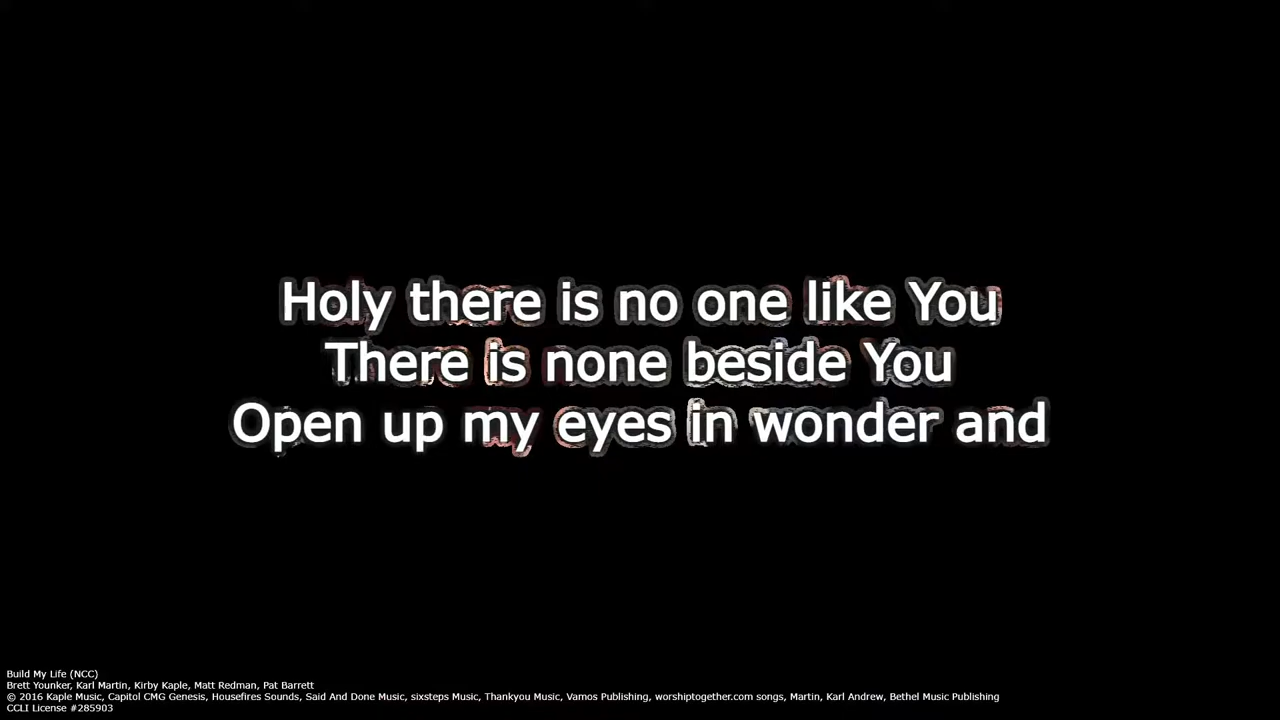 Holy there is no one like You
There is none beside You
Open up my eyes in wonder and
Build My Life (NCC)
Brett Younker, Karl Martin, Kirby Kaple, Matt Redman, Pat Barrett
© 2016 Kaple Music, Capitol CMG Genesis, Housefires Sounds, Said And Done Music, sixsteps Music, Thankyou Music, Vamos Publishing, worshiptogether.com songs, Martin, Karl Andrew, Bethel Music Publishing
CCLI License #285903